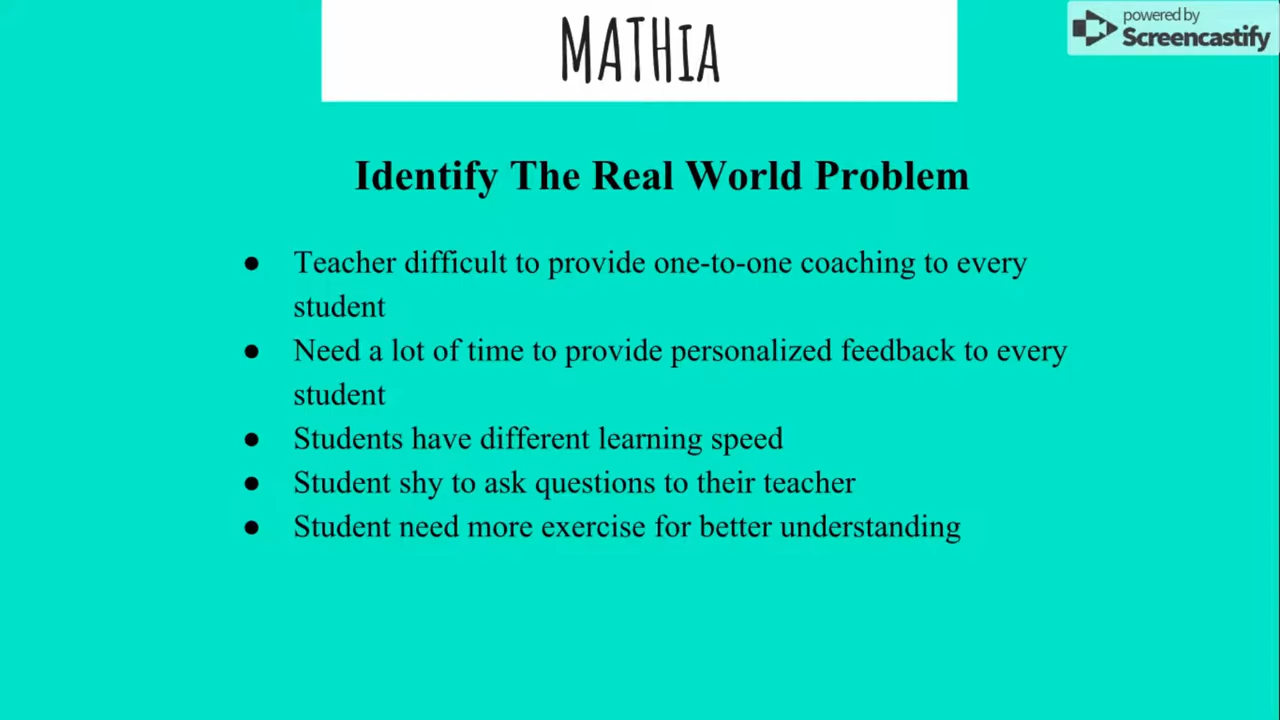 MATHIA
powered by
Screencastify
Identify The Real World Problem
● Teacher difficult to provide one-to-one coaching to every
student
● Need a lot of time to provide personalized feedback to every
student
● Students have different learning speed
● Student shy to ask questions to their teacher
● Student need more exercise for better understanding